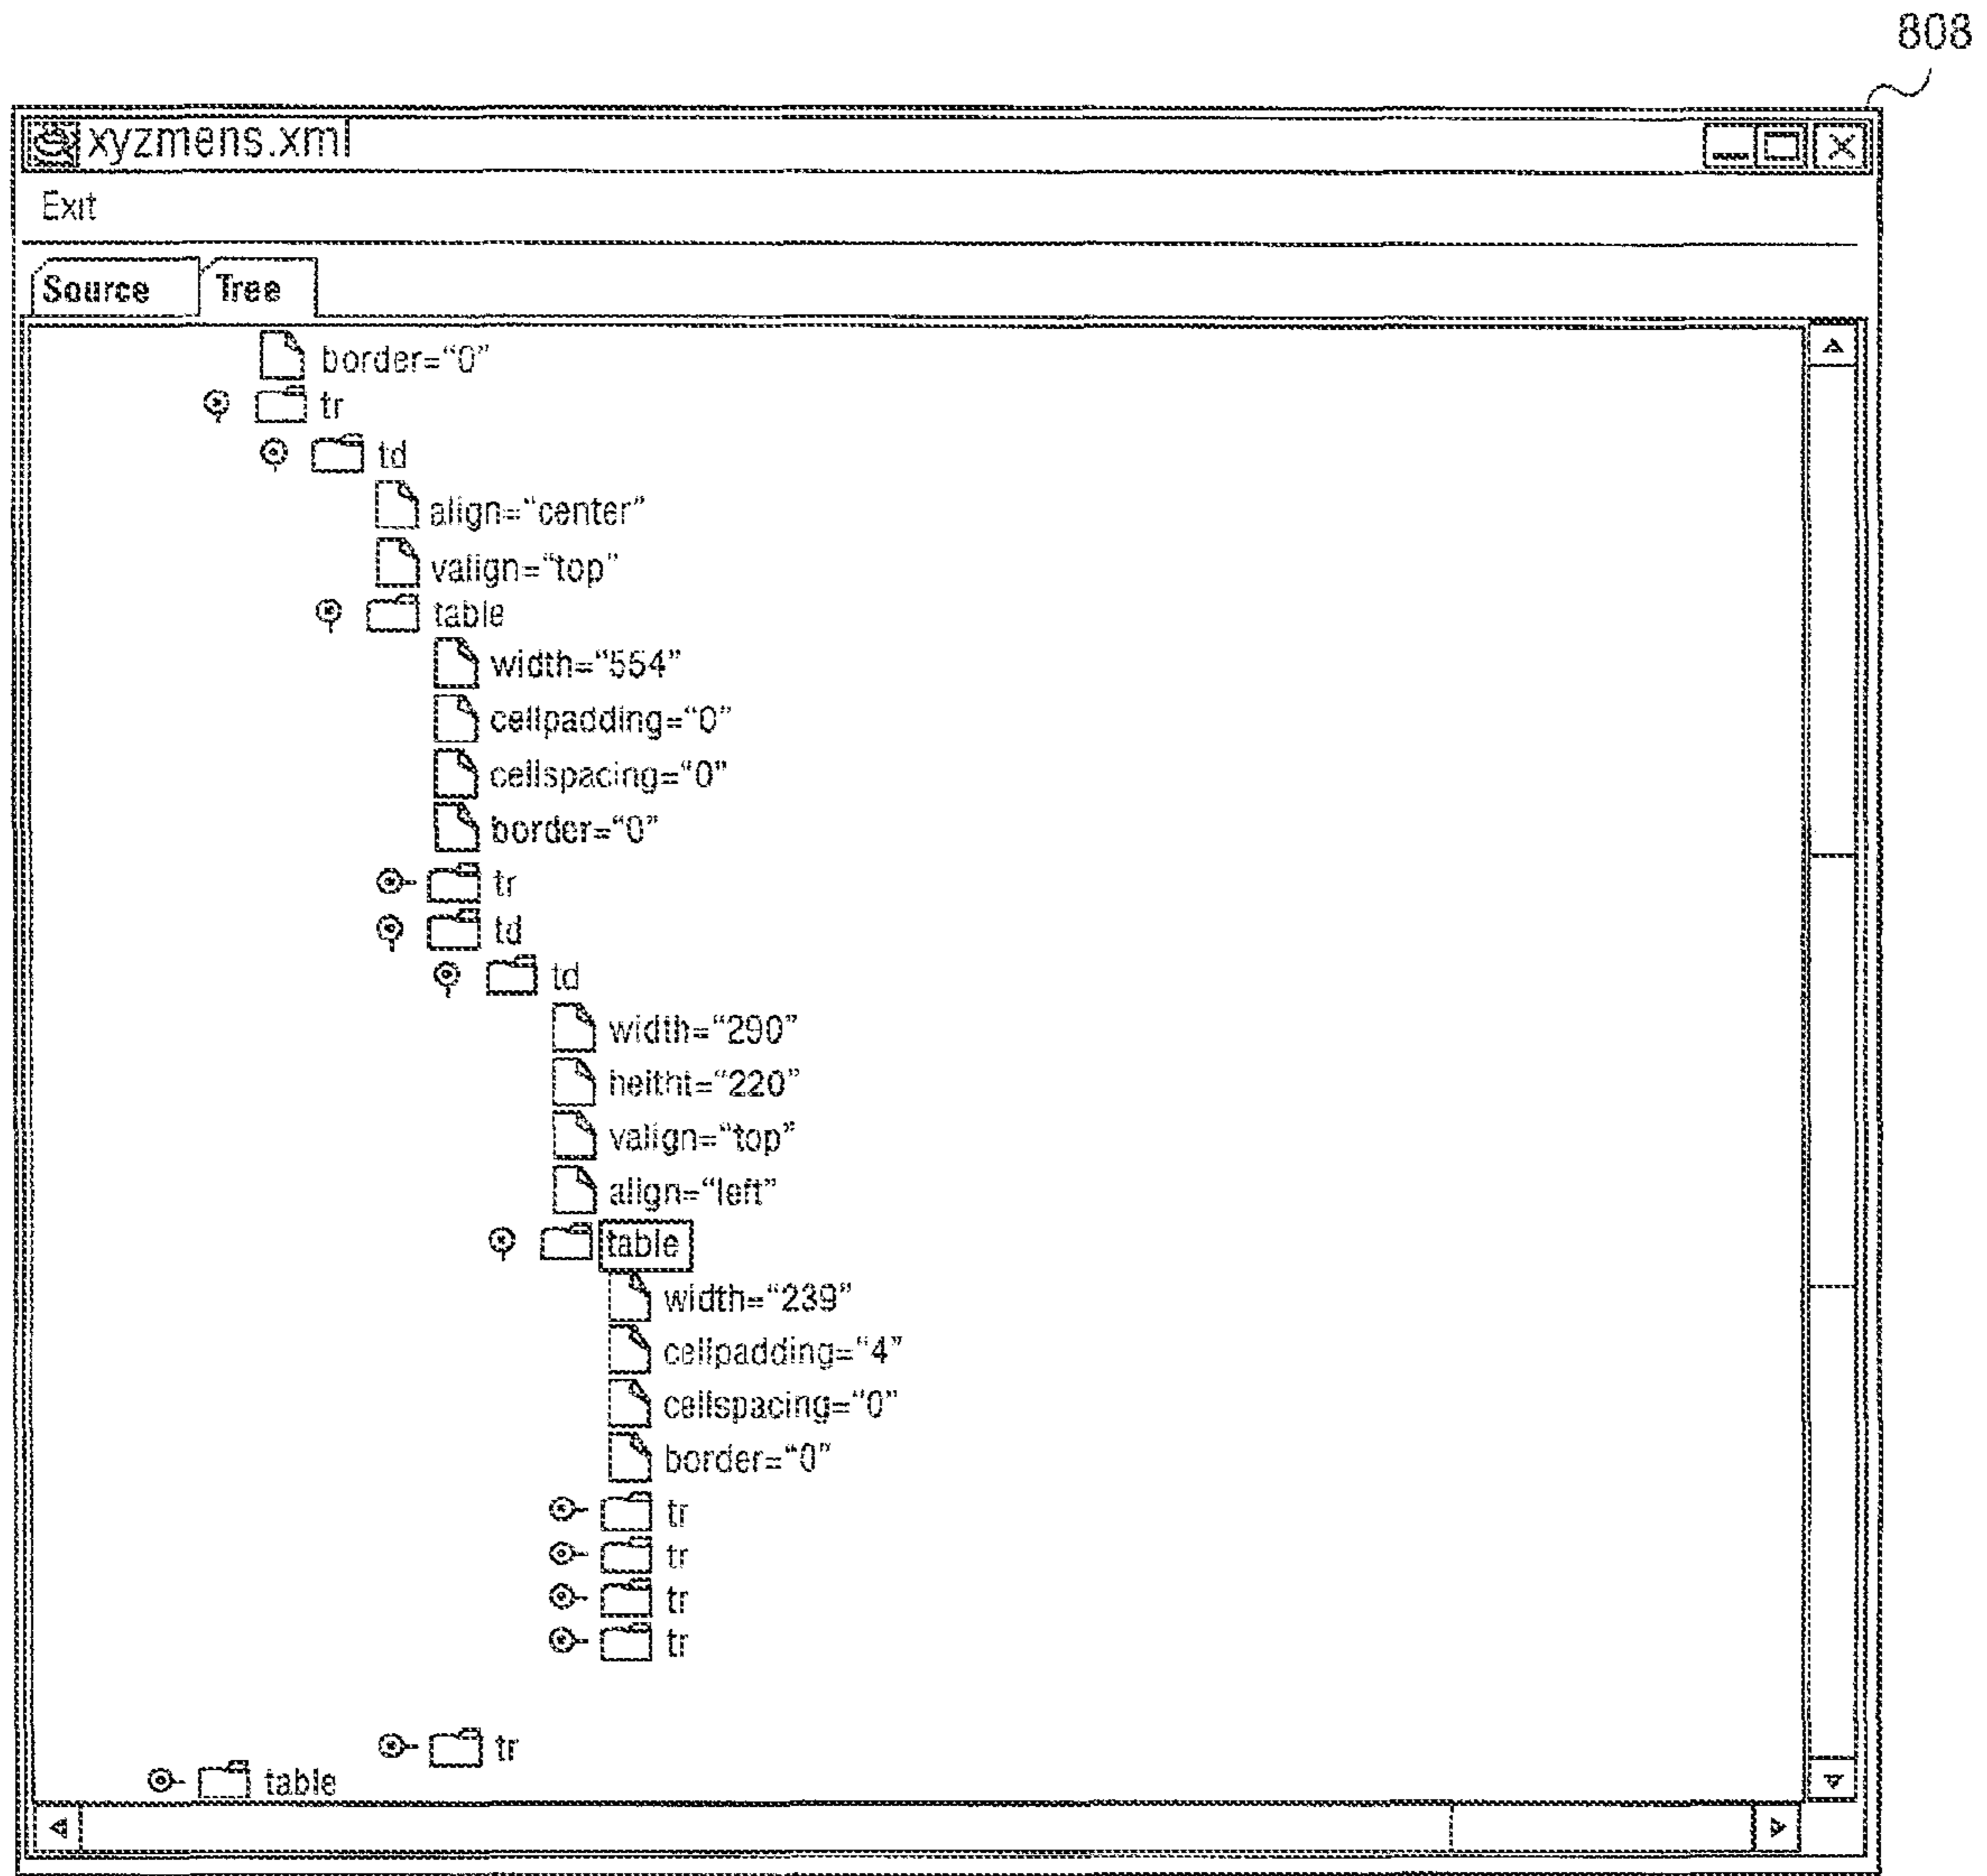 808
xyzmens.xml
Exit
Source Tree
border="0"
tr
td
align="center"
valign="top"
table
width="554"
cellpadding="0"
cellspacing="0"
border="0"
tr
td
td
width="290"
heitht="220"
valign="top"
align="left"
table
width="239"
cellpadding="4"
cellspacing="0"
border="0"
tr
tr
tr
tr
tr
table